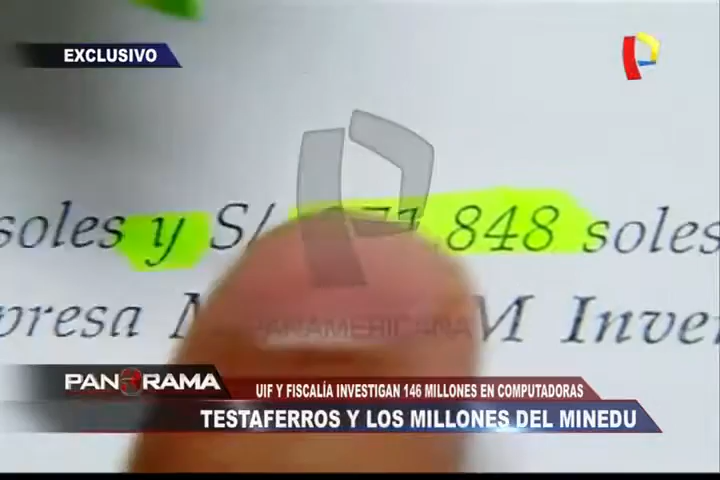 EXCLUSIVO
soles y S/ 848 soles
presa M Inve
PANAMERICANA
PANORAMA
UIF Y FISCALÍA INVESTIGAN 146 MILLONES EN COMPUTADORAS
TESTAFERROS Y LOS MILLONES DEL MINEDU